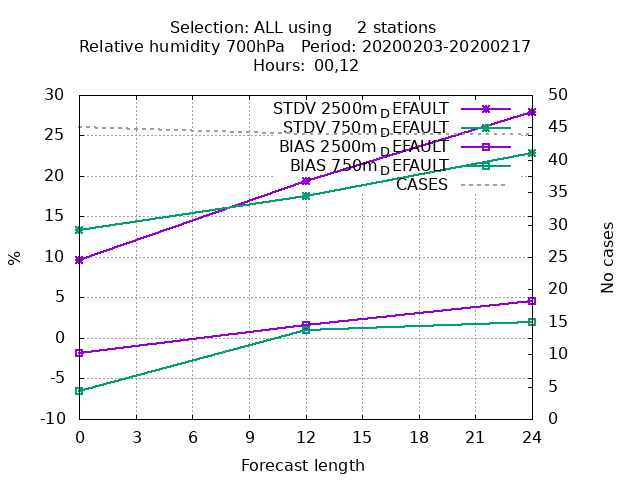 Selection: ALL using 2 stations
Relative humidity 700hPa Period: 20200203-20200217
Hours: 00,12
30
25
20
15
10
5
0
-5
-10
%
STDV 2500m_DEFAULT
STDV 750m_DEFAULT
BIAS 2500m_DEFAULT
BIAS 750m_DEFAULT
CASES
50
45
40
35
30
25
20
15
10
5
0
No cases
0 3 6 9 12 15 18 21 24
Forecast length